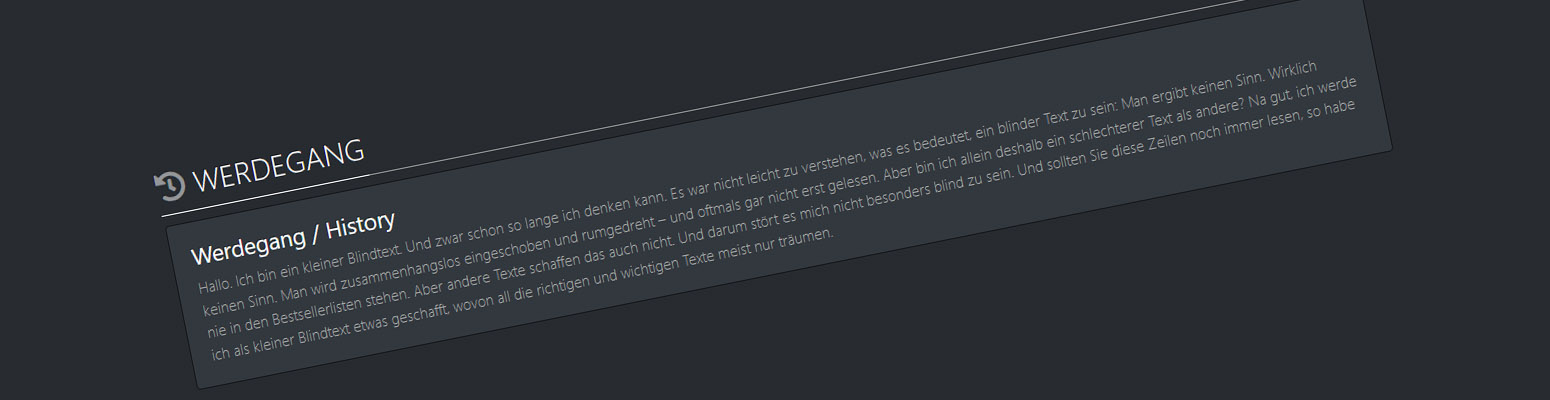 WERDEGANG
Werdegang / History
Hallo. Ich bin ein kleiner Blindtext. Und zwar schon so lange ich denken kann. Es war nicht leicht zu verstehen, was es bedeutet, ein blinder Text zu sein: Man ergibt keinen Sinn. Wirklich
keinen Sinn. Man wird zusammenhangslos eingeschoben und rumgedreht – und oftmals gar nicht erst gelesen. Aber bin ich allein deshalb ein schlechterer Text als andere? Na gut, ich werde
nie in den Bestsellerlisten stehen. Aber andere Texte schaffen das auch nicht. Und darum stört es mich nicht besonders blind zu sein. Und sollten Sie diese Zeilen noch immer lesen, so habe
ich als kleiner Blindtext etwas geschafft, wovon all die richtigen und wichtigen Texte meist nur träumen.